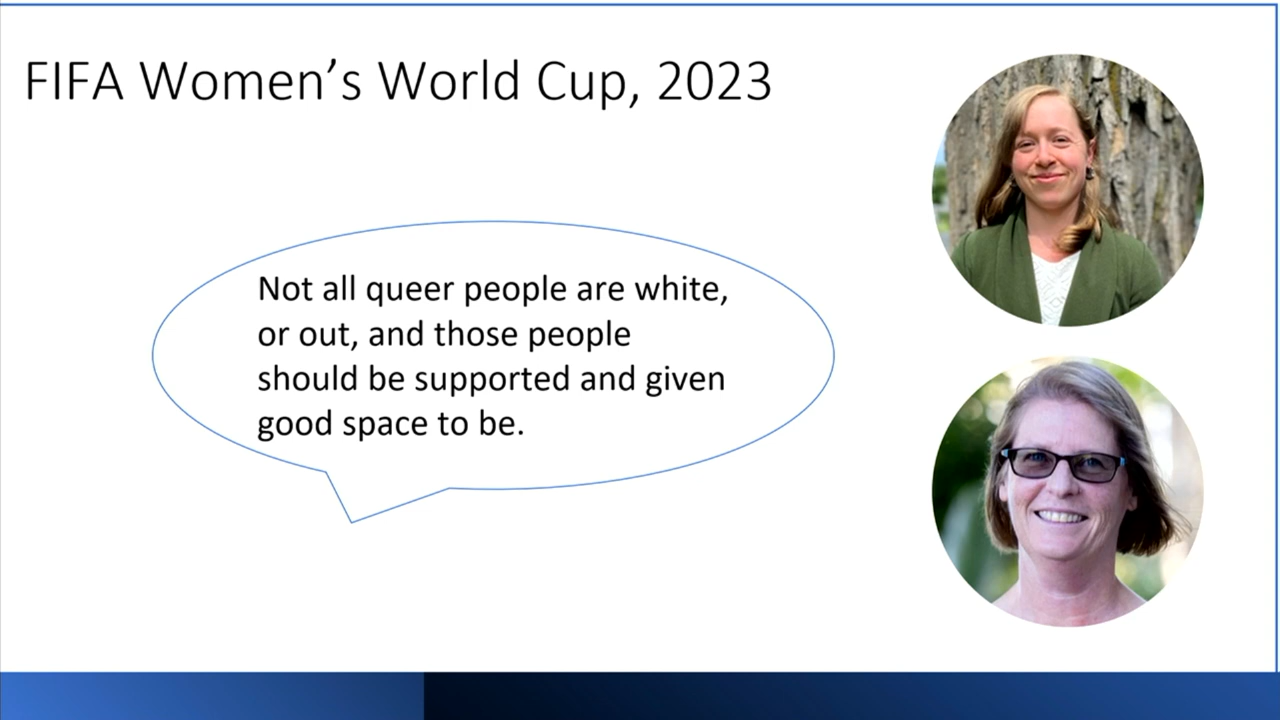 FIFA Women’s World Cup, 2023
Not all queer people are white,
or out, and those people
should be supported and given
good space to be.